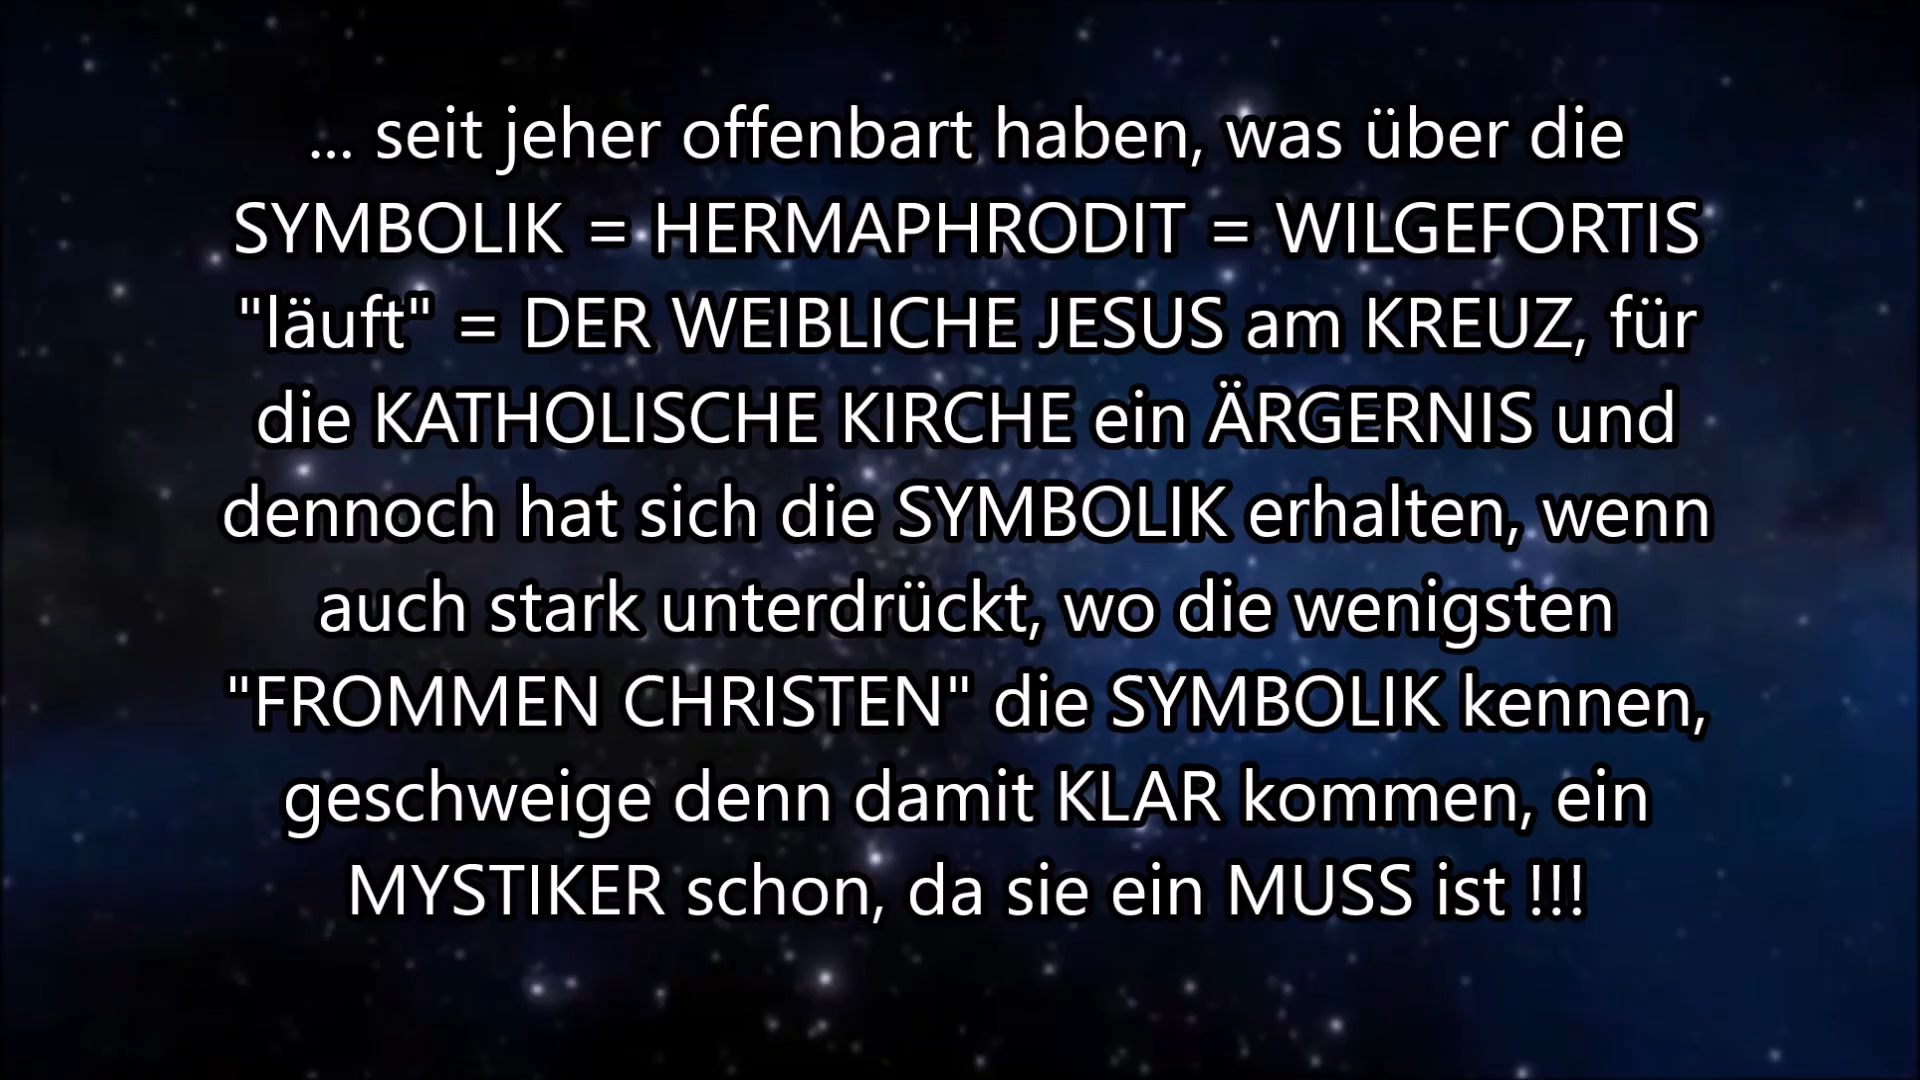 ... seit jeher offenbart haben, was über die
SYMBOLIK = HERMAPHRODIT = WILGEFORTIS
"läuft" = DER WEIBLICHE JESUS am KREUZ, für
die KATHOLISCHE KIRCHE ein ÄRGERNIS und
dennoch hat sich die SYMBOLIK erhalten, wenn
auch stark unterdrückt, wo die wenigsten
"FROMMEN CHRISTEN" die SYMBOLIK kennen,
geschweige denn damit KLAR kommen, ein
MYSTIKER schon, da sie ein MUSS ist !!!